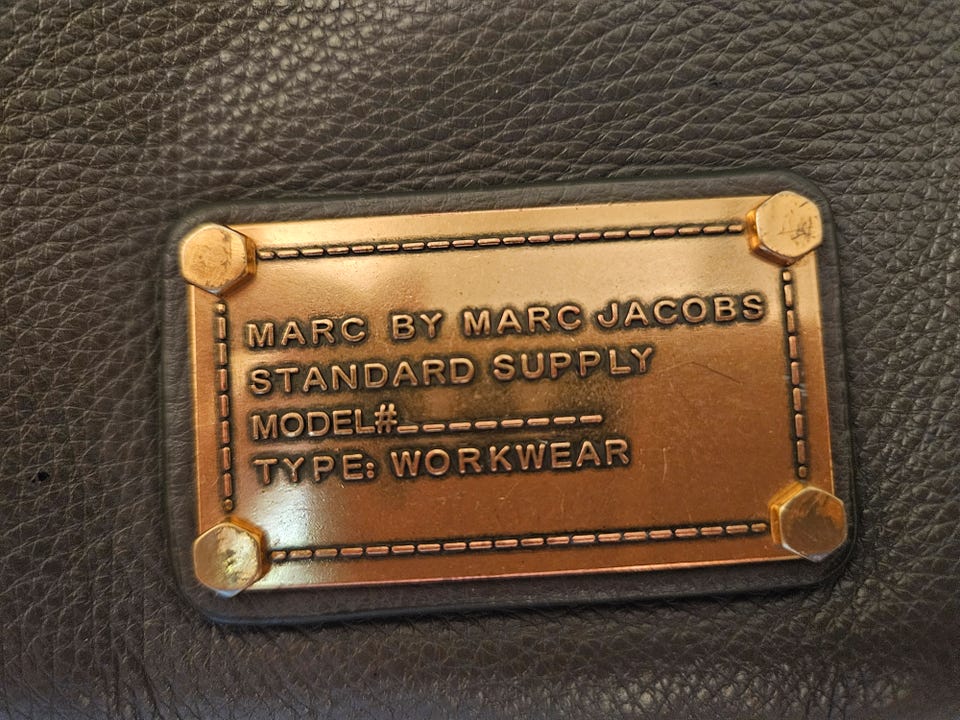 MARC BY MARC JACOBS
STANDARD SUPPLY
MODEL#_________
TYPE: WORKWEAR